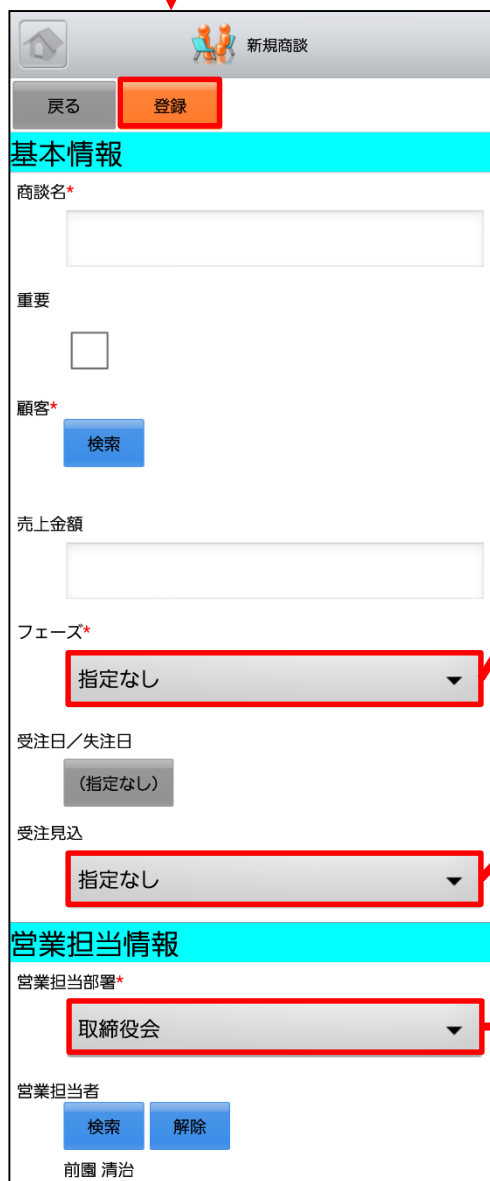 新規商談
戻る 登録
基本情報
商談名*
重要
顧客*
検索
売上金額
フェーズ*
指定なし
受注日／失注日
（指定なし）
受注見込
指定なし
営業担当情報
営業担当部署*
取締役会
営業担当者
検索 解除
前園 清治